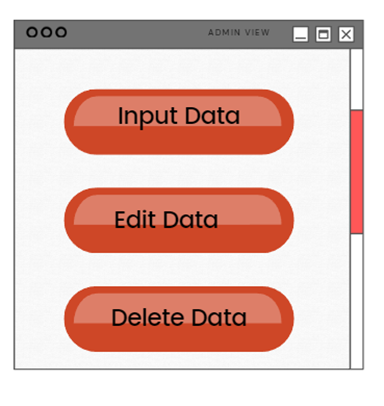 ADMIN VIEW
Input Data
Edit Data
Delete Data